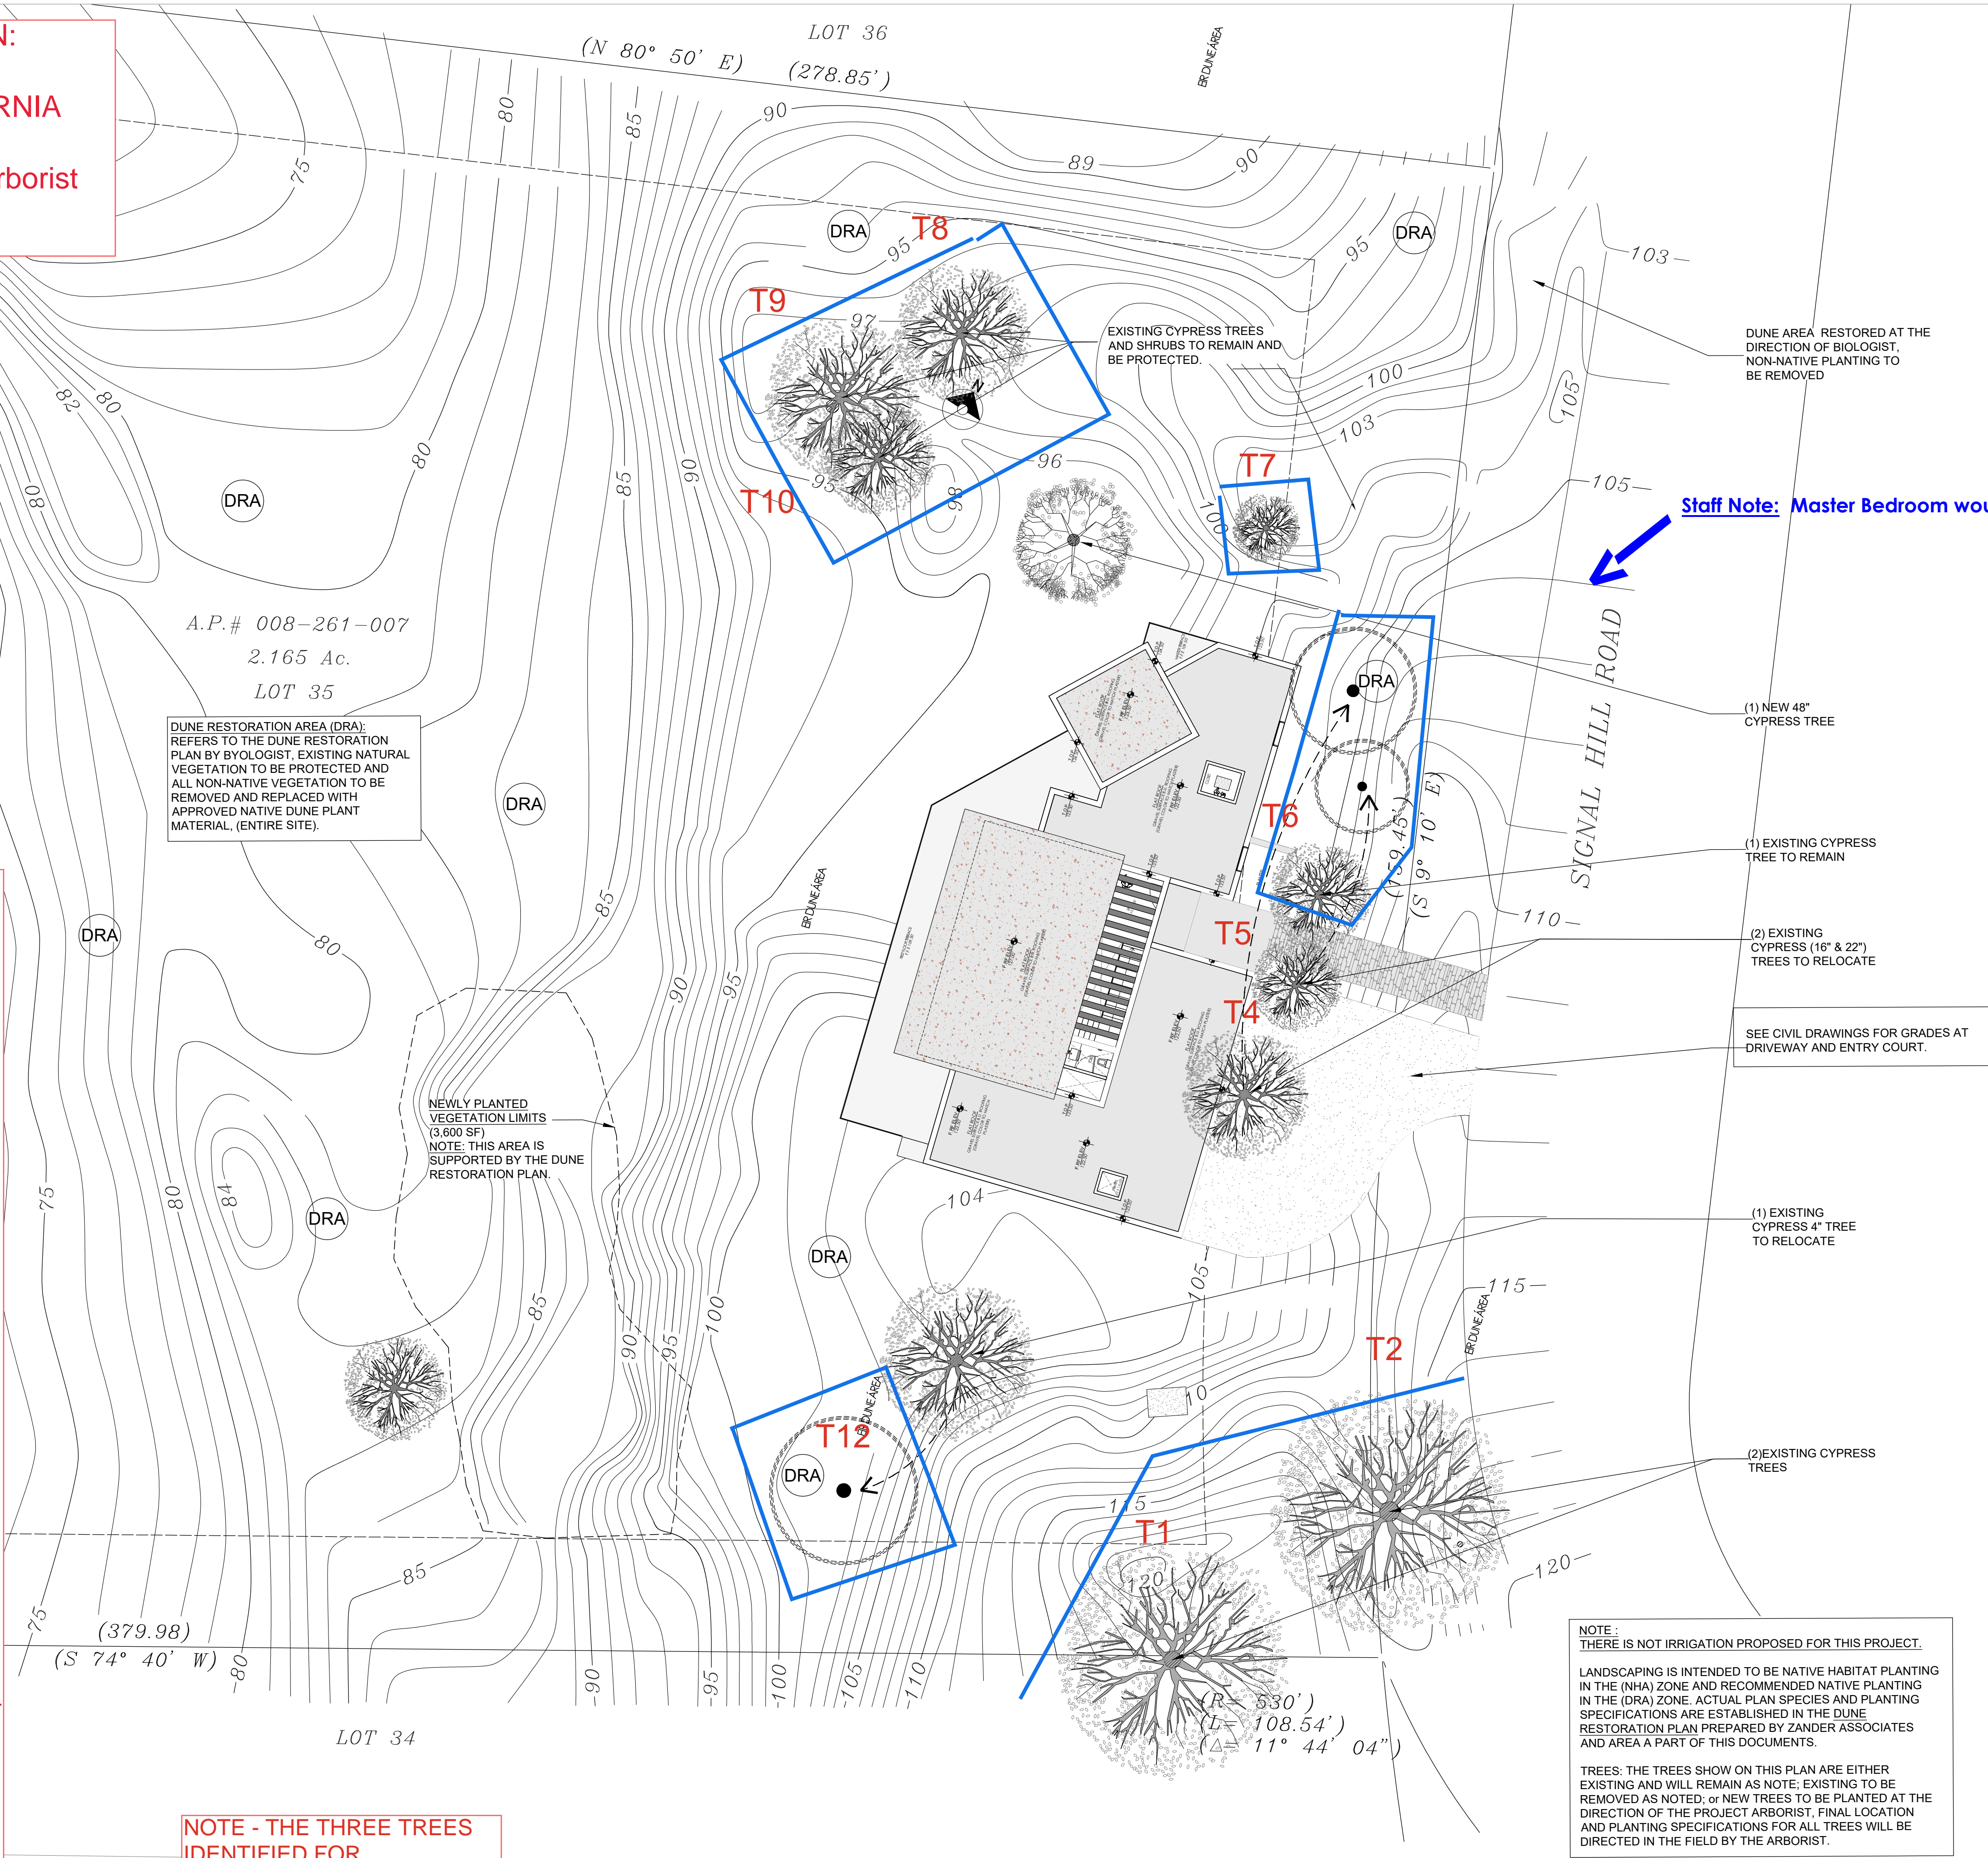 N:
RNIA
rborist
LOT 36
(N 80° 50' E)
(278.85')
80
85
90
75
89
90
DRA
T8
95
DRA
95
103
T9
97
EXISTING CYPRESS TREES
AND SHRUBS TO REMAIN AND
BE PROTECTED.
N
DUNE AREA RESTORED AT THE
DIRECTION OF BIOLOGIST,
NON-NATIVE PLANTING TO
BE REMOVED
100
105
82
80
80
103
85
90
96
T7
T10
95
98
105
80
DRA
100
Staff Note: Master Bedroom wou
A.P.# 008-261-007
2.165 Ac.
LOT 35
SIGNAL HILL ROAD
DRA
(1) NEW 48"
CYPRESS TREE
DUNE RESTORATION AREA (DRA):
REFERS TO THE DUNE RESTORATION
PLAN BY BYOLOGIST, EXISTING NATURAL
VEGETATION TO BE PROTECTED AND
ALL NON-NATIVE VEGETATION TO BE
REMOVED AND REPLACED WITH
APPROVED NATIVE DUNE PLANT
MATERIAL, (ENTIRE SITE).
DRA
T6
(159.45')
(S 9° 10' E)
(1) EXISTING CYPRESS
TREE TO REMAIN
85
110
DRA
80
T5
(2) EXISTING
CYPRESS (16" & 22")
TREES TO RELOCATE
90
95
T4
SEE CIVIL DRAWINGS FOR GRADES AT
DRIVEWAY AND ENTRY COURT.
NEWLY PLANTED
VEGETATION LIMITS
(3,600 SF)
NOTE: THIS AREA IS
SUPPORTED BY THE DUNE
RESTORATION PLAN.
75
80
84
DRA
104
DRA
(1) EXISTING
CYPRESS 4" TREE
TO RELOCATE
105
115
85
100
90
95
T2
10
T12
DRA
(2)EXISTING CYPRESS
TREES
115
T1
120
120
85
75
(379.98)
(S 74° 40' W)
80
90
95
100
105
110
(R= 530')
(L= 108.54')
(△= 11° 44' 04")
LOT 34
NOTE :
THERE IS NOT IRRIGATION PROPOSED FOR THIS PROJECT.
LANDSCAPING IS INTENDED TO BE NATIVE HABITAT PLANTING
IN THE (NHA) ZONE AND RECOMMENDED NATIVE PLANTING
IN THE (DRA) ZONE. ACTUAL PLAN SPECIES AND PLANTING
SPECIFICATIONS ARE ESTABLISHED IN THE DUNE
RESTORATION PLAN PREPARED BY ZANDER ASSOCIATES
AND AREA A PART OF THIS DOCUMENTS.
TREES: THE TREES SHOW ON THIS PLAN ARE EITHER
EXISTING AND WILL REMAIN AS NOTE; EXISTING TO BE
REMOVED AS NOTED; or NEW TREES TO BE PLANTED AT THE
DIRECTION OF THE PROJECT ARBORIST, FINAL LOCATION
AND PLANTING SPECIFICATIONS FOR ALL TREES WILL BE
DIRECTED IN THE FIELD BY THE ARBORIST.
NOTE - THE THREE TREES
IDENTIFIED FOR